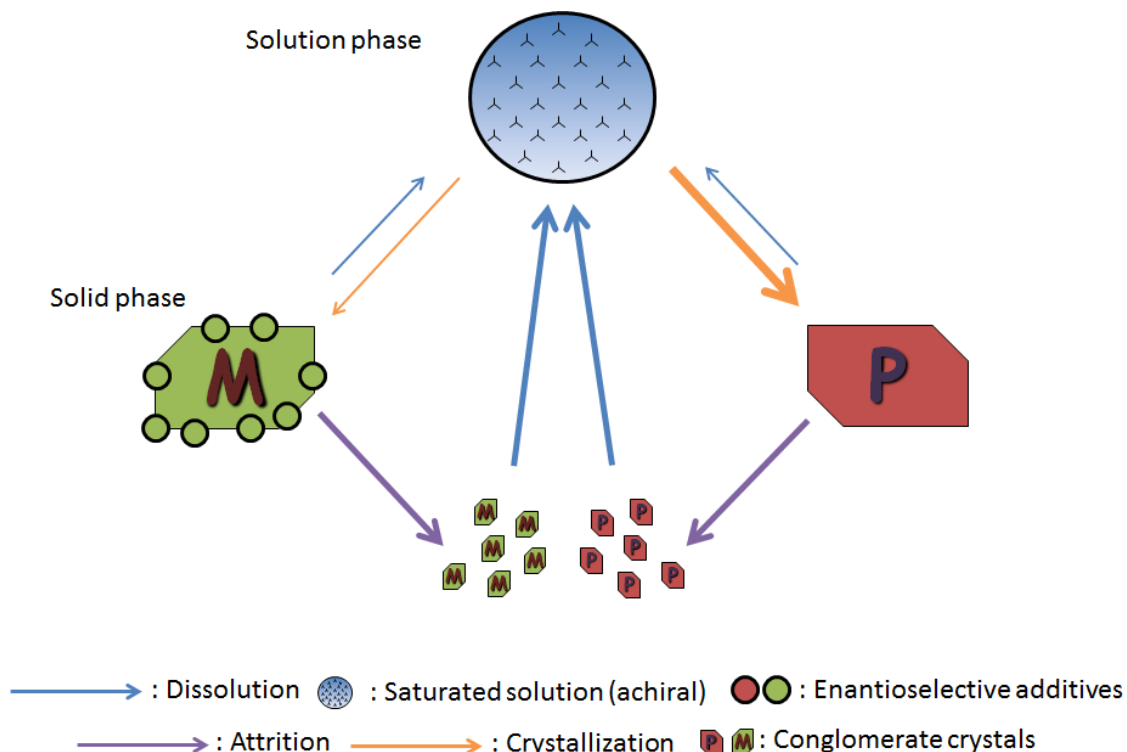 Solution phase
Solid phase
M
P
M
P
M
P
M
P
M
P
M
P
M
P
: Dissolution : Saturated solution (achiral) : Enantioselective additives
: Attrition : Crystallization P M : Conglomerate crystals